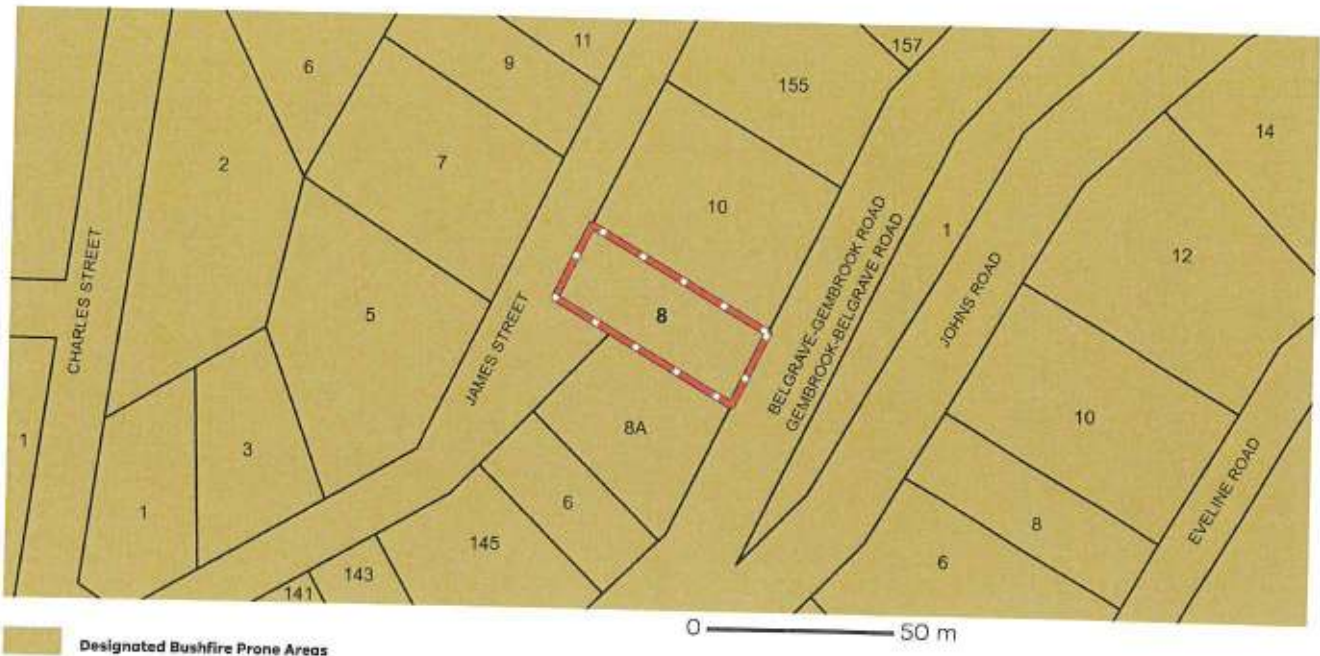 11
157
6
9
155
14
2
7
10
12
1
CHARLES STREET
5
JAMES STREET
8
BELGRAVE-GEMBROOK ROAD
GEMBROOK-BELGRAVE ROAD
JOHNS ROAD
10
1
3
8A
EVELINE ROAD
1
145
6
8
6
143
141
0 50 m
Designated Bushfire Prone Areas